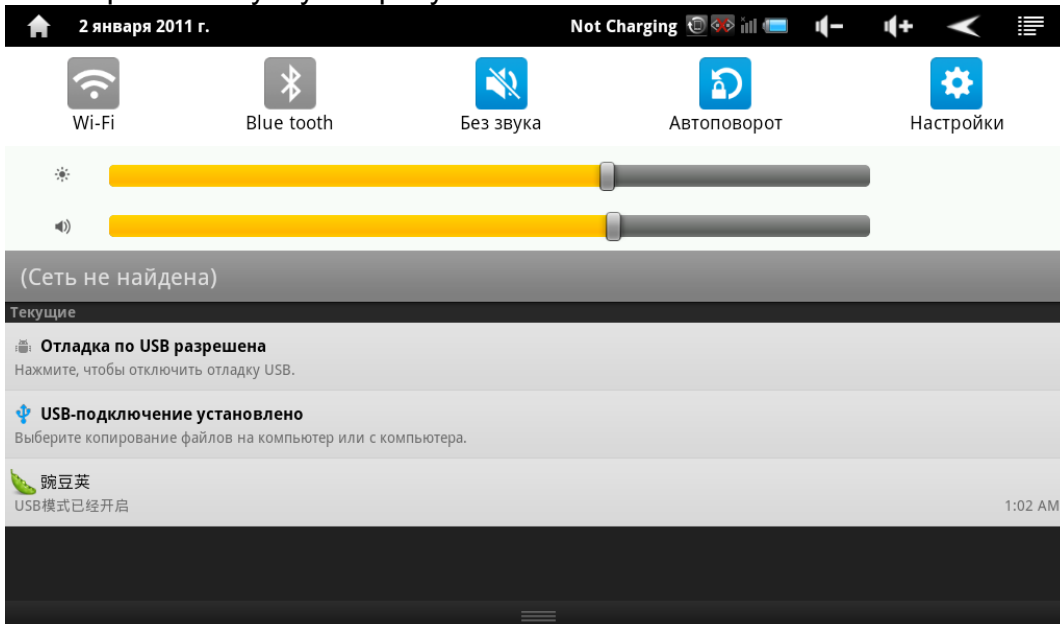 2 января 2011 г.
Not Charging
Wi-Fi
Blue tooth
Без звука
Автоповорот
Настройки
(Сеть не найдена)
Текущие
Отладка по USB разрешена
Нажмите, чтобы отключить отладку USB.
USB-подключение установлено
Выберите копирование файлов на компьютер или с компьютера.
豌豆荚
USB模式已经开启
1:02 AM